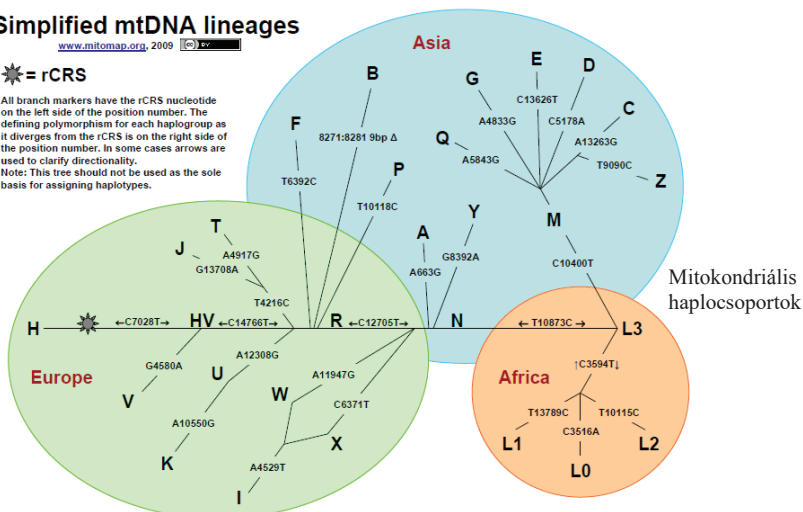 Simplified mtDNA lineages
www.mitomap.org, 2009 (cc) BY
= rCRS
All branch markers have the rCRS nucleotide
on the left side of the position number. The
defining polymorphism for each haplogroup as
it diverges from the rCRS is on the right side of
the position number. In some cases arrows are
used to clarify directionality.
Note: This tree should not be used as the sole
basis for assigning haplotypes.
Asia
B
G
E
D
C
F
Q
P
Z
A4833G
C13626T
C5178A
A13263G
8271:8281 9bp Δ
A5843G
T9090C
T6392C
T10118C
A
Y
M
A663G
G8392A
C10400T
T
J
A4917G
G13708A
T4216C
Mitokondriális
haplocsoportok
H
←C7028T→
HV
←C14766T→
R
←C12705T→
N
←T10873C→
L3
Europe
G4580A
V
U
A12308G
A10550G
K
W
A11947G
C6371T
X
A4529T
I
Africa
↑C3594T↓
T13789C
T10115C
C3516A
L1
L0
L2